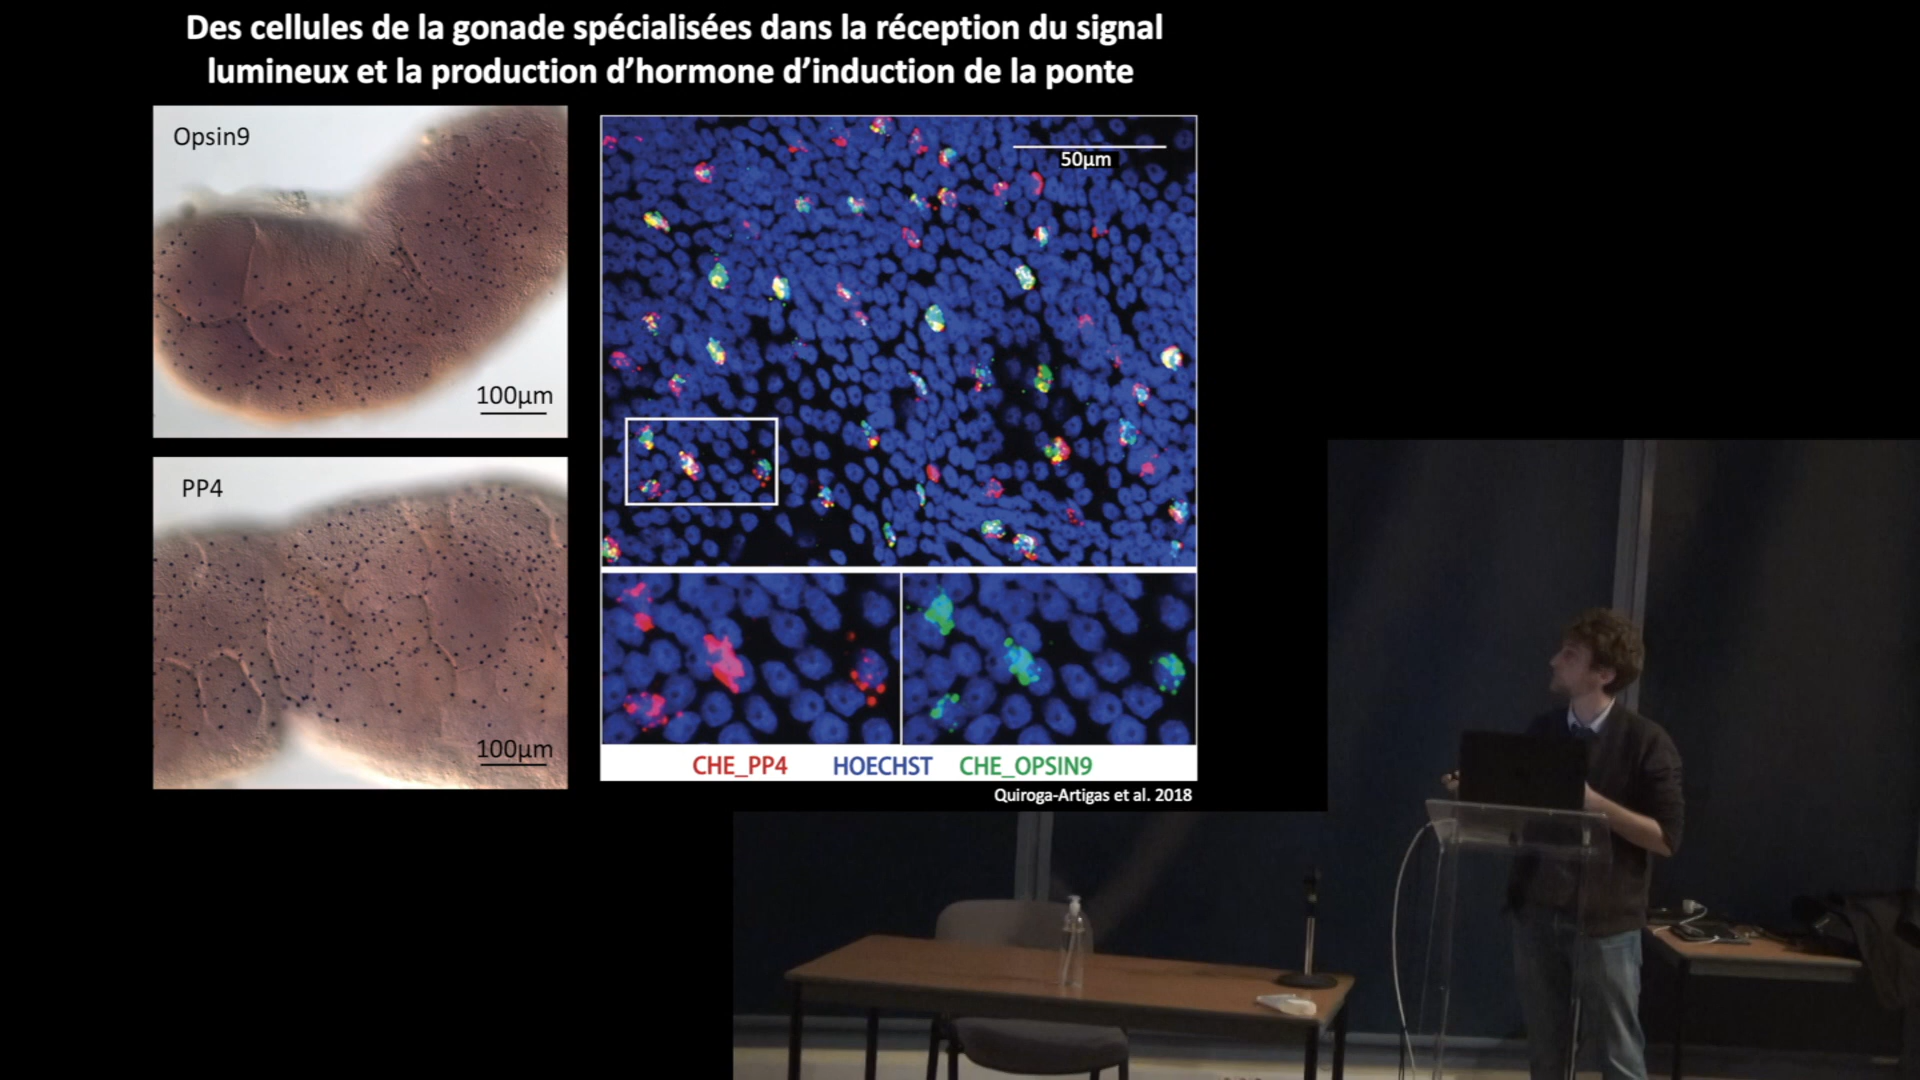 Des cellules de la gonade spécialisées dans la réception du signal
lumineux et la production d’hormone d’induction de la ponte
Opsin9
100µm
PP4
100µm
50µm
CHE_PP4 HOECHST CHE_OPSIN9
Quiroga-Artigas et al. 2018